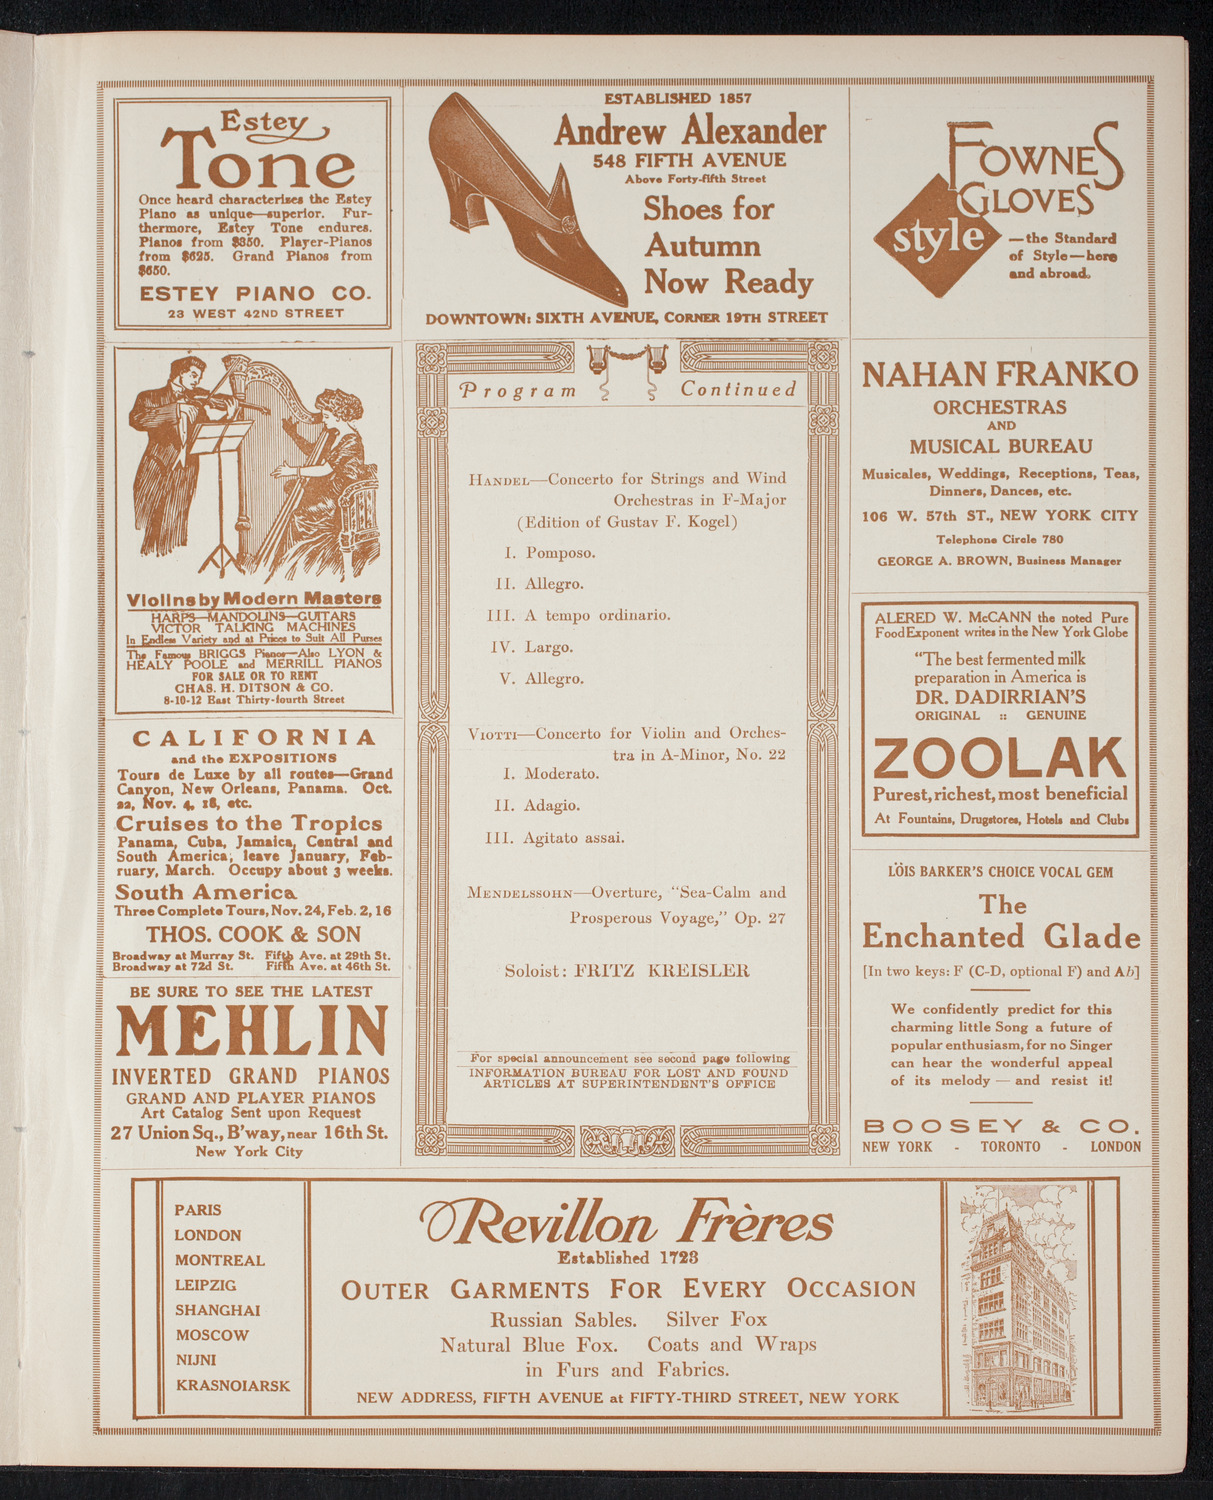 Estey
Tone
Once heard characterizes the Estey
Piano as unique—superior. Fur-
thermore, Estey Tone endures.
Pianos from $350. Player-Pianos
from $625. Grand Pianos from
$650.
ESTEY PIANO CO.
23 WEST 42ND STREET
ESTABLISHED 1857
Andrew Alexander
548 FIFTH AVENUE
Above Forty-fifth Street
Shoes for
Autumn
Now Ready
DOWNTOWN: SIXTH AVENUE, CORNER 19TH STREET
FOWNES
GLOVES
style
—the Standard
of Style—here
and abroad.
Violins by Modern Masters
HARPS—MANDOLINS—GUITARS
VICTOR TALKING MACHINES
In Endless Variety and at Prices to Suit All Purses
The Famous BRIGGS Pianos—Also LYON &
HEALY POOLE and MERRILL PIANOS
FOR SALE OR TO RENT
CHAS. H. DITSON & CO.
8-10-12 East Thirty-fourth Street
CALIFORNIA
and the EXPOSITIONS
Tours de Luxe by all routes—Grand
Canyon, New Orleans, Panama. Oct.
22, Nov. 4, 18, etc.
Cruises to the Tropics
Panama, Cuba, Jamaica, Central and
South America; leave January, Feb-
ruary, March. Occupy about 3 weeks.
South America
Three Complete Tours, Nov. 24, Feb. 2, 16
THOS. COOK & SON
Broadway at Murray St. Fifth Ave. at 29th St.
Broadway at 72d St. Fifth Ave. at 46th St.
BE SURE TO SEE THE LATEST
MEHLIN
INVERTED GRAND PIANOS
GRAND AND PLAYER PIANOS
Art Catalog Sent upon Request
27 Union Sq., B'way, near 16th St.
New York City
Program Continued
HANDEL—Concerto for Strings and Wind
Orchestras in F-Major
(Edition of Gustav F. Kogel)
I. Pomposo.
II. Allegro.
III. A tempo ordinario.
IV. Largo.
V. Allegro.
VIOTTI—Concerto for Violin and Orches-
tra in A-Minor, No. 22
I. Moderato.
II. Adagio.
III. Agitato assai.
MENDELSSOHN—Overture, "Sea-Calm and
Prosperous Voyage," Op. 27
Soloist: FRITZ KREISLER
For special announcement see second page following
INFORMATION BUREAU FOR LOST AND FOUND
ARTICLES AT SUPERINTENDENT'S OFFICE
NAHAN FRANKO
ORCHESTRAS
AND
MUSICAL BUREAU
Musicales, Weddings, Receptions, Teas,
Dinners, Dances, etc.
106 W. 57th ST., NEW YORK CITY
Telephone Circle 780
GEORGE A. BROWN, Business Manager
ALERED W. McCANN the noted Pure
Food Exponent writes in the New York Globe
"The best fermented milk
preparation in America is
DR. DADIRRIAN'S
ORIGINAL :: GENUINE
ZOOLAK
Purest, richest, most beneficial
At Fountains, Drugstores, Hotels and Clubs
LÖIS BARKER'S CHOICE VOCAL GEM
The
Enchanted Glade
[In two keys: F (C-D, optional F) and Ab]
We confidently predict for this
charming little Song a future of
popular enthusiasm, for no Singer
can hear the wonderful appeal
of its melody — and resist it!
BOOSEY & CO.
NEW YORK - TORONTO - LONDON
PARIS
LONDON
MONTREAL
LEIPZIG
SHANGHAI
MOSCOW
NIJNI
KRASNOIARSK
Revillon Frères
Established 1723
OUTER GARMENTS FOR EVERY OCCASION
Russian Sables. Silver Fox
Natural Blue Fox. Coats and Wraps
in Furs and Fabrics.
NEW ADDRESS, FIFTH AVENUE at FIFTY-THIRD STREET, NEW YORK